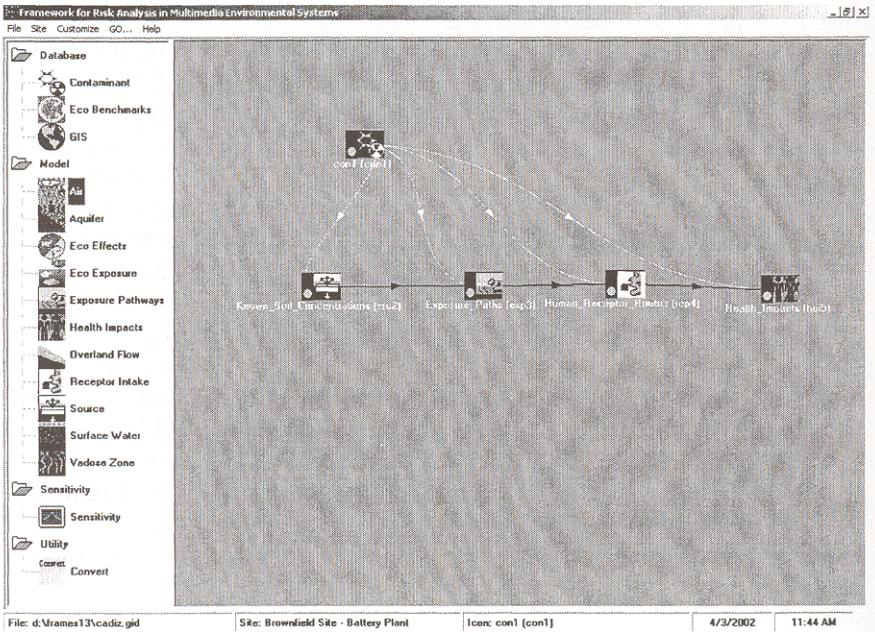 Framework for Risk Analysis in Multimedia Environmental Systems
File Site Customize GO... Help
Database
Contaminant
Eco Benchmarks
GIS
Model
Air
Aquifer
Eco Effects
Eco Exposure
Exposure Pathways
Health Impacts
Overland Flow
Receptor Intake
Source
Surface Water
Vadose Zone
Sensitivity
Sensitivity
Utility
Convert
Convert
con1 (con1)
Known_Soil_Concentrations (src2)
Exposure_Paths (exp3)
Human_Receptor_Routes (rcp4)
Health_Impacts (hei5)
File: d:\frames13\cadiz.gid
Site: Brownfield Site - Battery Plant
Icon: con1 (con1)
4/3/2002
11:44 AM